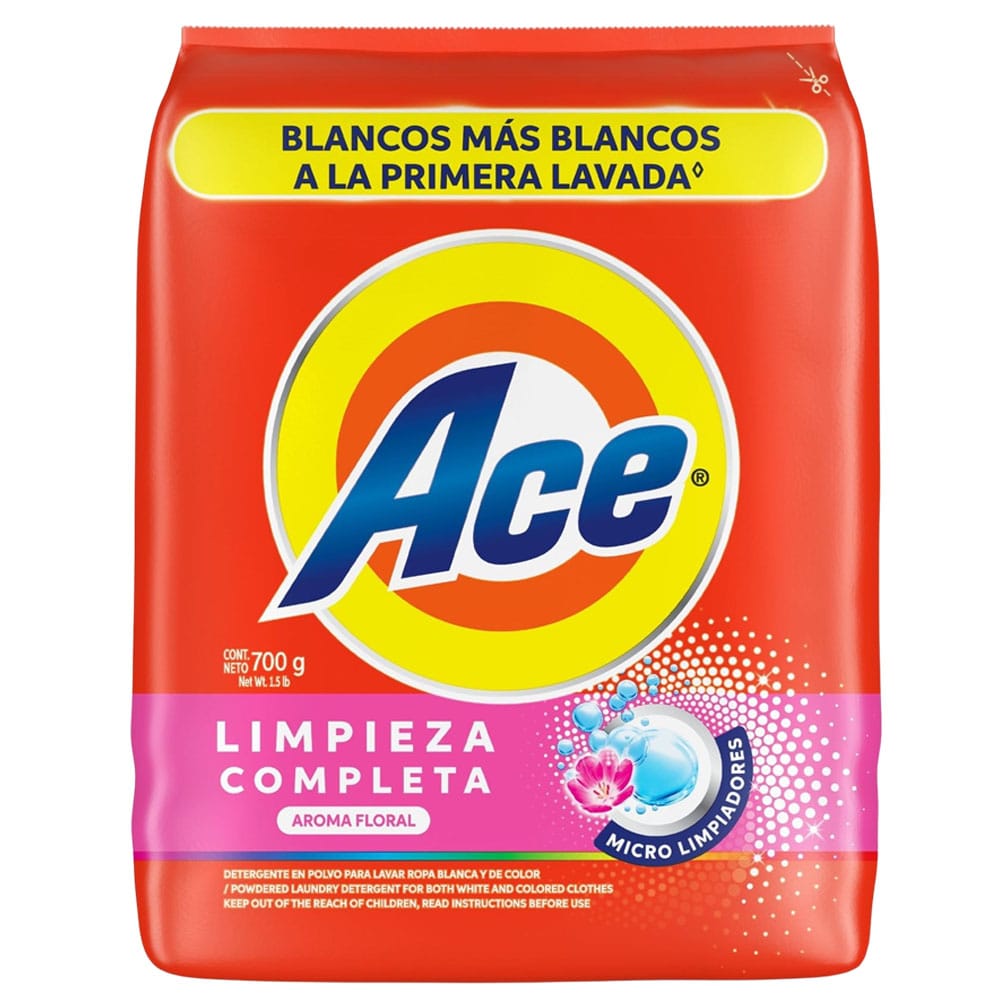 BLANCOS MÁS BLANCOS
A LA PRIMERA LAVADA◊
Ace®
CONT. NETO 700 g
Net Wt. 1.5 lb
LIMPIEZA
COMPLETA
AROMA FLORAL
MICRO LIMPIADORES
DETERGENTE EN POLVO PARA LAVAR ROPA BLANCA Y DE COLOR
/ POWDERED LAUNDRY DETERGENT FOR BOTH WHITE AND COLORED CLOTHES
KEEP OUT OF THE REACH OF CHILDREN, READ INSTRUCTIONS BEFORE USE